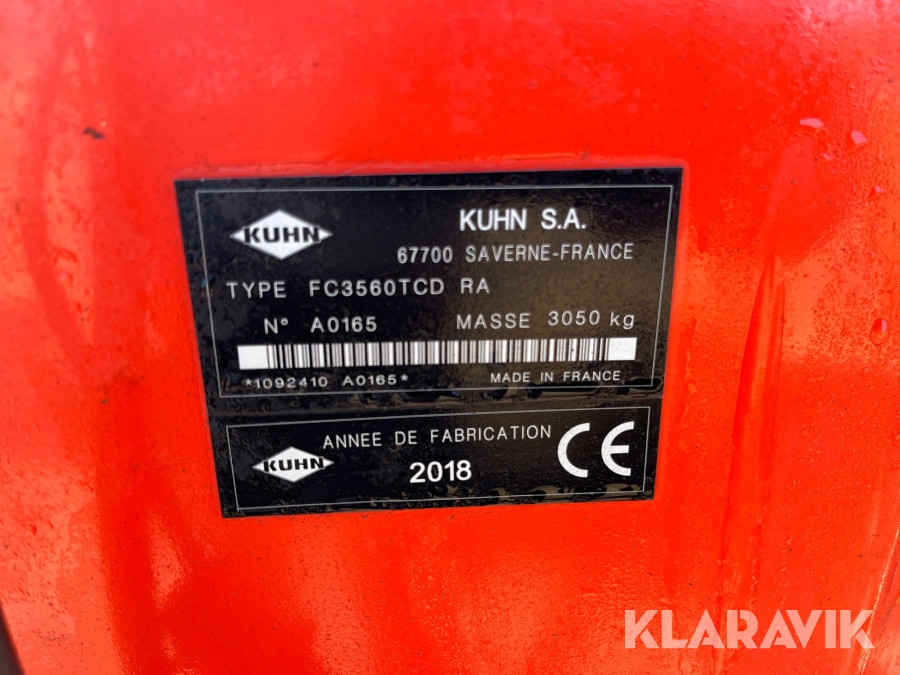 KUHN
KUHN S.A.
67700 SAVERNE-FRANCE
TYPE FC3560TCD RA
N° A0165 MASSE 3050 kg
*1092410 A0165* MADE IN FRANCE
KUHN
ANNEE DE FABRICATION
2018
CE
KLARAVIK